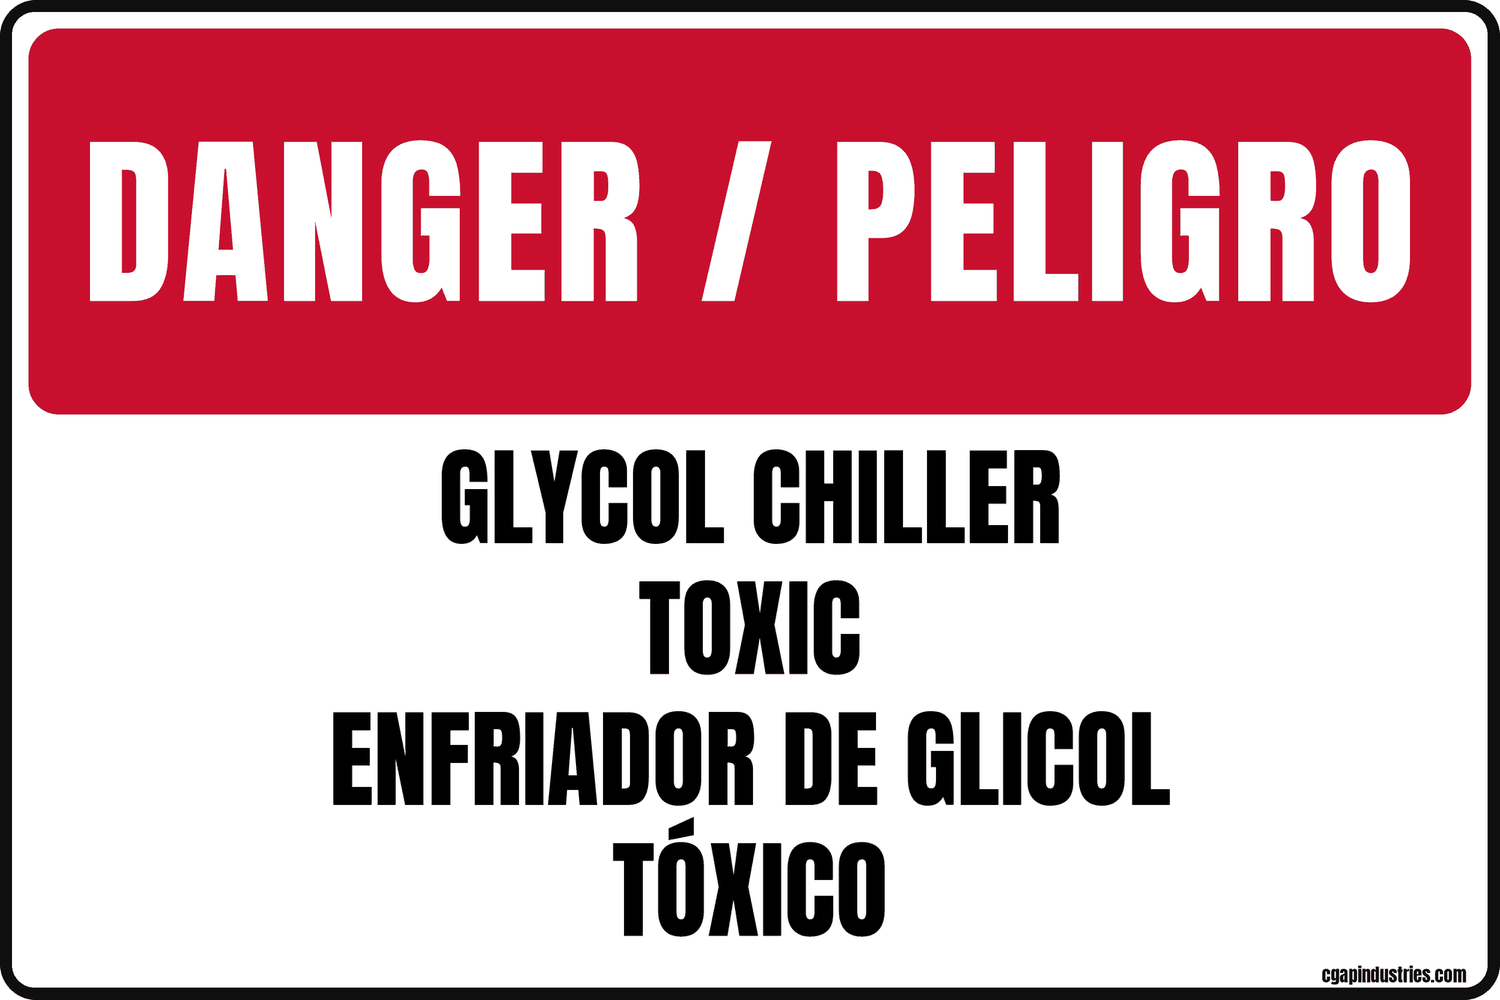 DANGER / PELIGRO
GLYCOL CHILLER
TOXIC
ENFRIADOR DE GLICOL
TÓXICO
cgapindustries.com